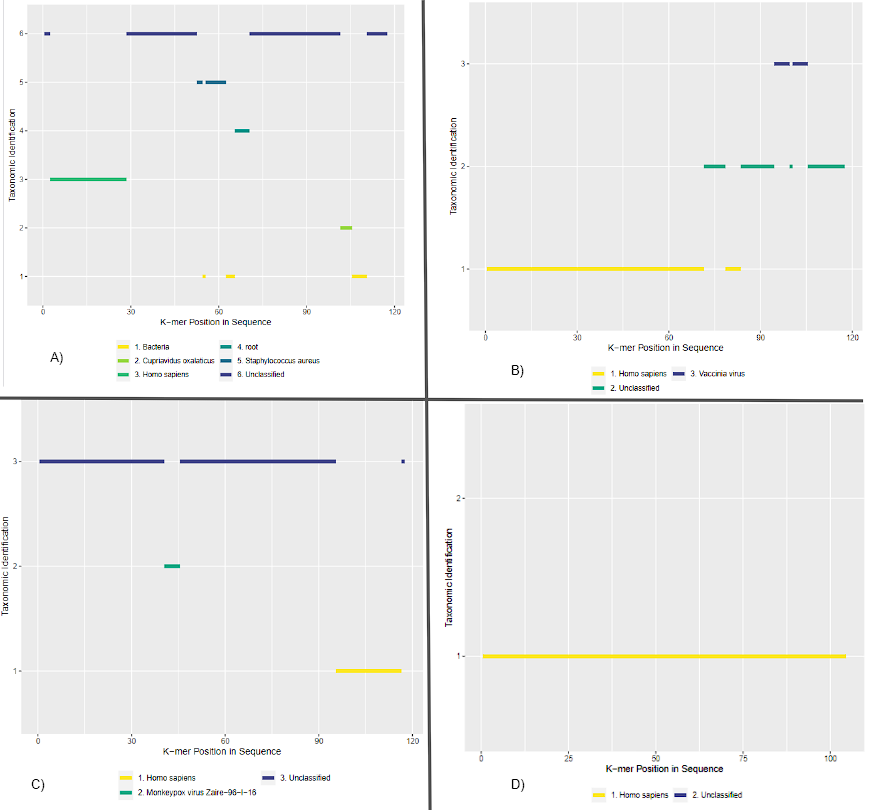 6
5
4
3
2
1
Taxonomic Identification
0
30
60
90
120
K−mer Position in Sequence
A)
1. Bacteria
4. root
2. Cupriavidus oxalaticus
5. Staphylococcus aureus
3. Homo sapiens
6. Unclassified
3
2
1
Taxonomic Identification
0
30
60
90
120
K−mer Position in Sequence
B)
1. Homo sapiens
3. Vaccinia virus
2. Unclassified
3
2
1
Taxonomic Identification
0
30
60
90
120
K−mer Position in Sequence
C)
1. Homo sapiens
3. Unclassified
2. Monkeypox virus Zaire−96−I−16
2
1
Taxonomic Identification
0
25
50
75
100
K−mer Position in Sequence
D)
1. Homo sapiens
2. Unclassified